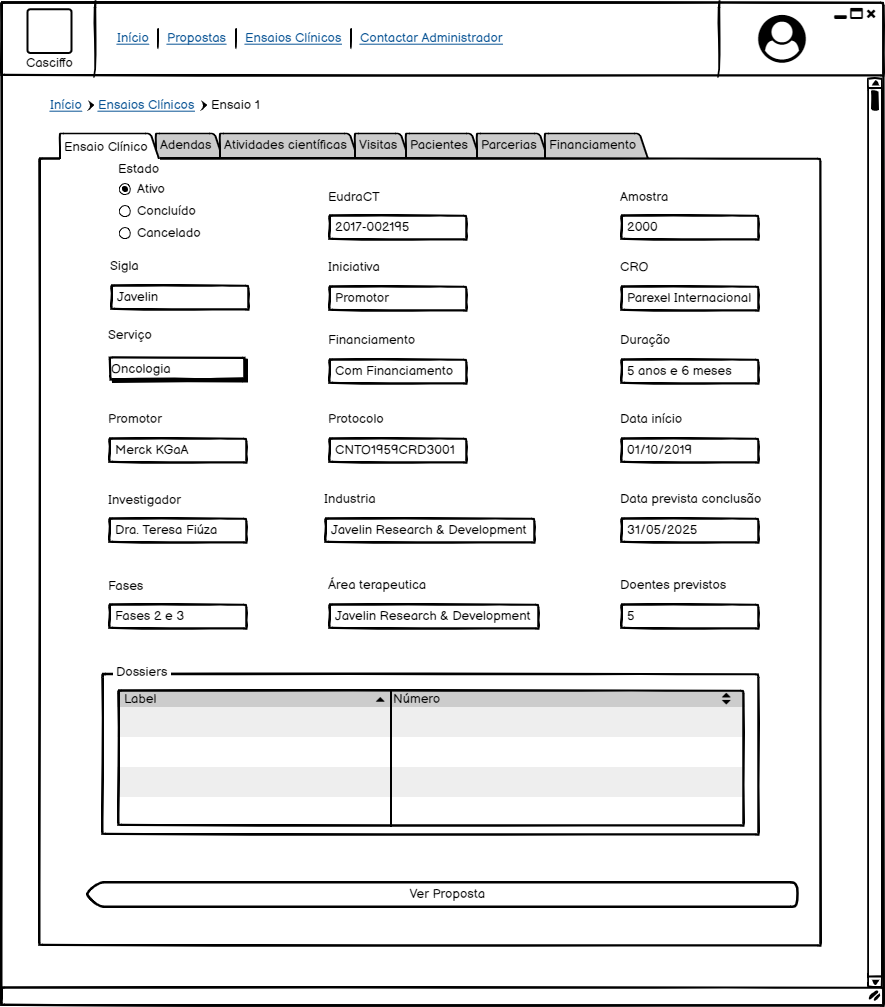 Casciffo
Início
Propostas
Ensaios Clínicos
Contactar Administrador
Início
Ensaios Clínicos
Ensaio 1
Ensaio Clínico
Adendas
Atividades científicas
Visitas
Pacientes
Parcerias
Financiamento
Estado
Ativo
Concluído
Cancelado
EudraCT
2017-002195
Amostra
2000
Sigla
Javelin
Iniciativa
Promotor
CRO
Parexel Internacional
Serviço
Oncologia
Financiamento
Com Financiamento
Duração
5 anos e 6 meses
Promotor
Merck KGaA
Protocolo
CNTO1959CRD3001
Data início
01/10/2019
Investigador
Dra. Teresa Fiúza
Industria
Javelin Research & Development
Data prevista conclusão
31/05/2025
Fases
Fases 2 e 3
Área terapeutica
Javelin Research & Development
Doentes previstos
5
Dossiers
Label
Número
Ver Proposta